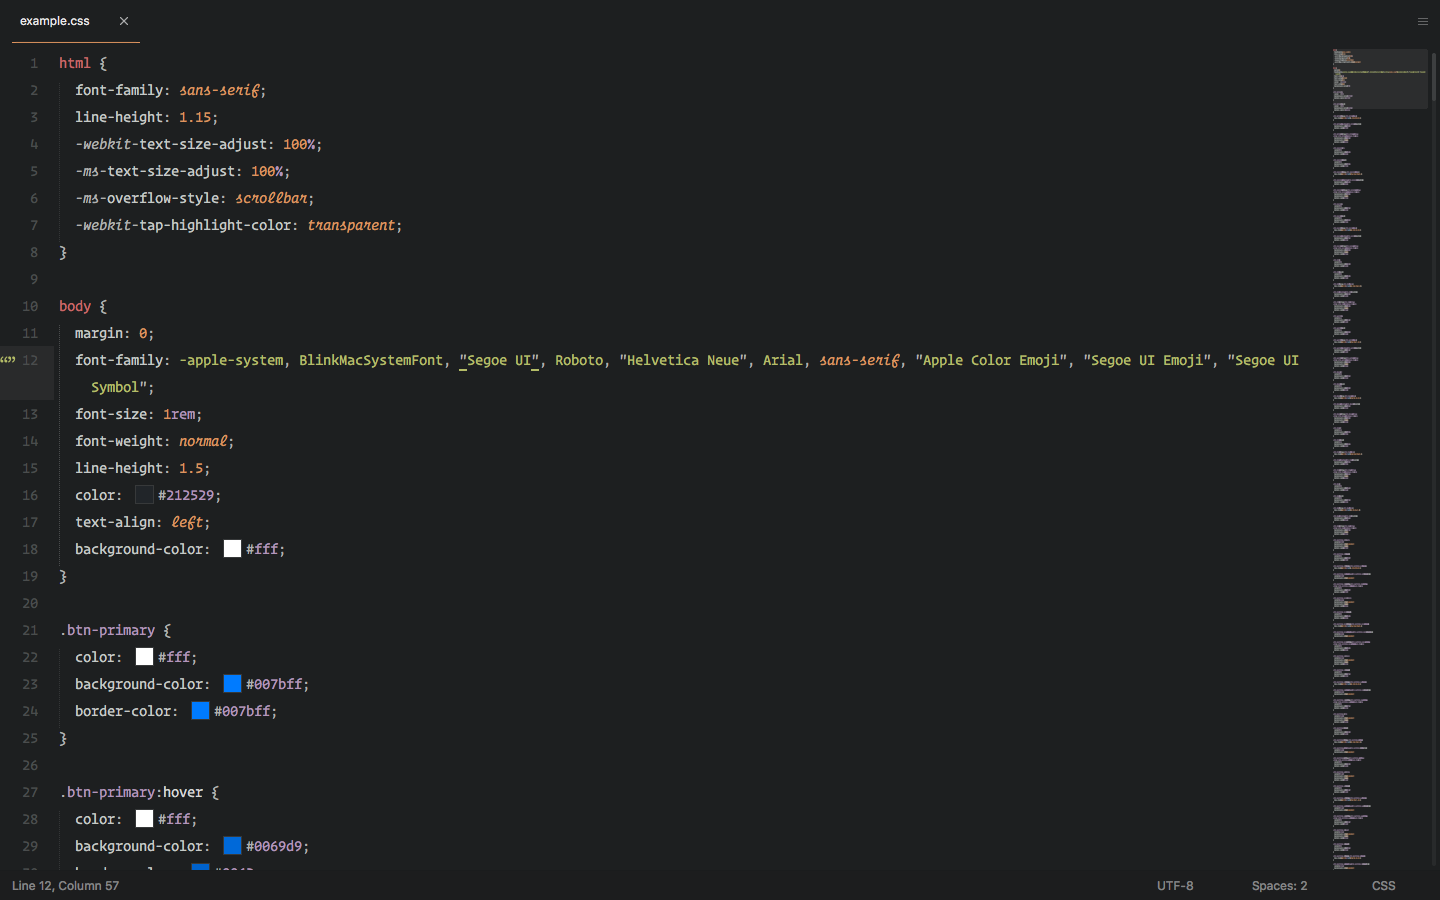 example.css ×
1 html {
2 font-family: sans-serif;
3 line-height: 1.15;
4 -webkit-text-size-adjust: 100%;
5 -ms-text-size-adjust: 100%;
6 -ms-overflow-style: scrollbar;
7 -webkit-tap-highlight-color: transparent;
8 }
9
10 body {
11 margin: 0;
12 font-family: -apple-system, BlinkMacSystemFont, "Segoe UI", Roboto, "Helvetica Neue", Arial, sans-serif, "Apple Color Emoji", "Segoe UI Emoji", "Segoe UI
Symbol";
13 font-size: 1rem;
14 font-weight: normal;
15 line-height: 1.5;
16 color: #212529;
17 text-align: left;
18 background-color: #fff;
19 }
20
21 .btn-primary {
22 color: #fff;
23 background-color: #007bff;
24 border-color: #007bff;
25 }
26
27 .btn-primary:hover {
28 color: #fff;
29 background-color: #0069d9;
Line 12, Column 57
UTF-8 Spaces: 2 CSS